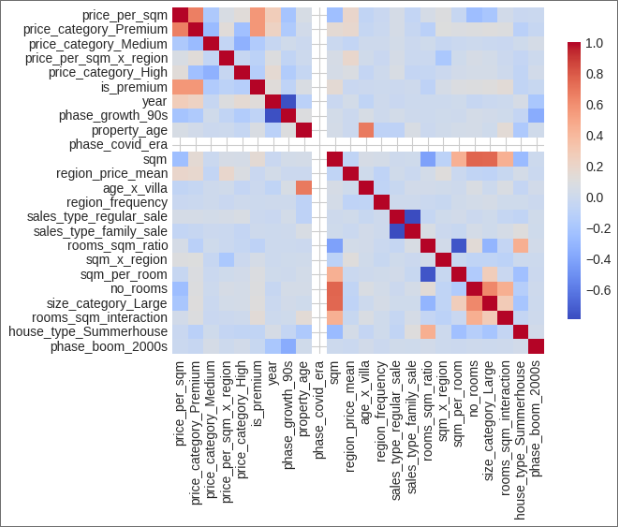 price_per_sqm
price_category_Premium
price_category_Medium
price_per_sqm_x_region
price_category_High
is_premium
year
phase_growth_90s
property_age
phase_covid_era
sqm
region_price_mean
age_x_villa
region_frequency
sales_type_regular_sale
sales_type_family_sale
rooms_sqm_ratio
sqm_x_region
sqm_per_room
no_rooms
size_category_Large
rooms_sqm_interaction
house_type_Summerhouse
phase_boom_2000s
1.0
0.8
0.6
0.4
0.2
0.0
−0.2
−0.4
−0.6
price_per_sqm
price_category_Premium
price_category_Medium
price_per_sqm_x_region
price_category_High
is_premium
year
phase_growth_90s
property_age
phase_covid_era
sqm
region_price_mean
age_x_villa
region_frequency
sales_type_regular_sale
sales_type_family_sale
rooms_sqm_ratio
sqm_x_region
sqm_per_room
no_rooms
size_category_Large
rooms_sqm_interaction
house_type_Summerhouse
phase_boom_2000s